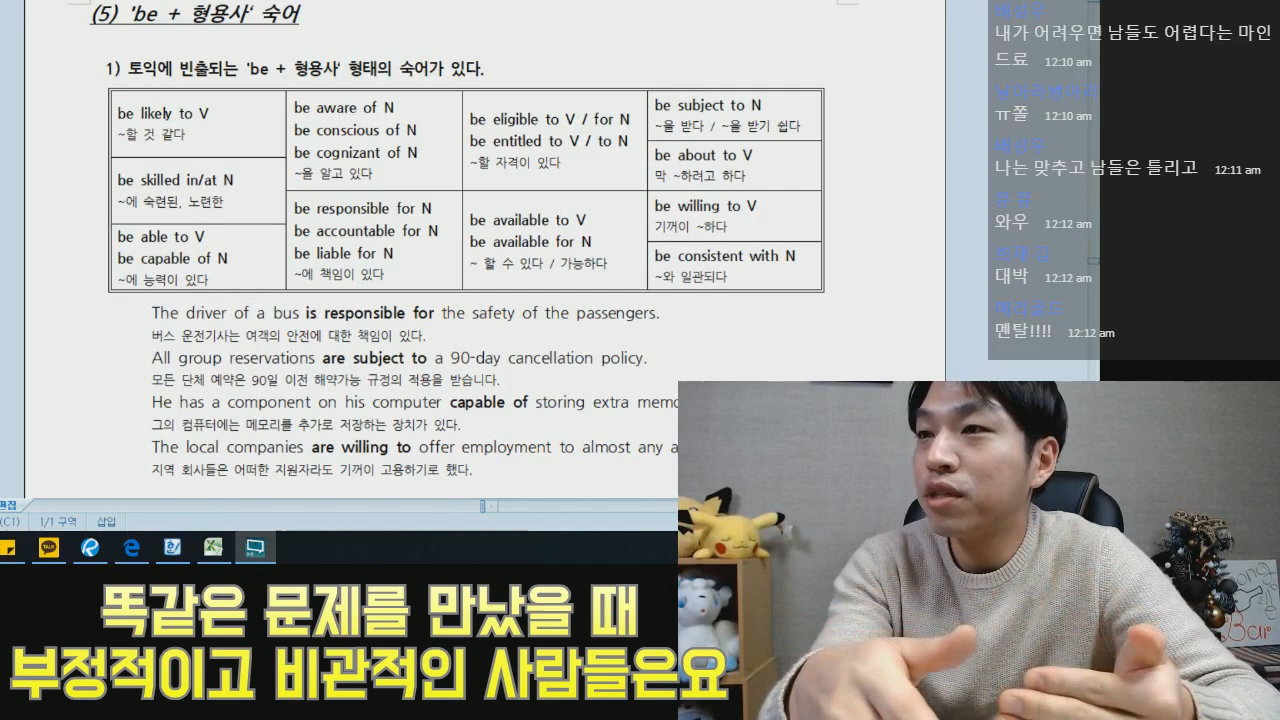 (5) 'be + 형용사' 숙어
1) 토익에 빈출되는 'be + 형용사' 형태의 숙어가 있다.
be likely to V
~할 것 같다
be skilled in/at N
~에 숙련된, 노련한
be able to V
be capable of N
~에 능력이 있다
be aware of N
be conscious of N
be cognizant of N
~을 알고 있다
be responsible for N
be accountable for N
be liable for N
~에 책임이 있다
be eligible to V / for N
be entitled to V / to N
~할 자격이 있다
be available to V
be available for N
~ 할 수 있다 / 가능하다
be subject to N
~을 받다 / ~을 받기 쉽다
be about to V
막 ~하려고 하다
be willing to V
기꺼이 ~하다
be consistent with N
~와 일관되다
The driver of a bus is responsible for the safety of the passengers.
버스 운전기사는 여객의 안전에 대한 책임이 있다.
All group reservations are subject to a 90-day cancellation policy.
모든 단체 예약은 90일 이전 해약가능 규정의 적용을 받습니다.
He has a component on his computer capable of storing extra memo
그의 컴퓨터에는 메모리를 추가로 저장하는 장치가 있다.
The local companies are willing to offer employment to almost any a
지역 회사들은 어떠한 지원자라도 기꺼이 고용하기로 했다.
편집
(C1) 1/1 구역 삽입
TALK
내가 어려우면 남들도 어렵다는 마인
드료 12:10 am
ㅠ쫄 12:10 am
나는 맞추고 남들은 틀리고 12:11 am
와우 12:12 am
대박 12:12 am
멘탈!!!! 12:12 am
똑같은 문제를 만났을 때
부정적이고 비관적인 사람들은요
Bar